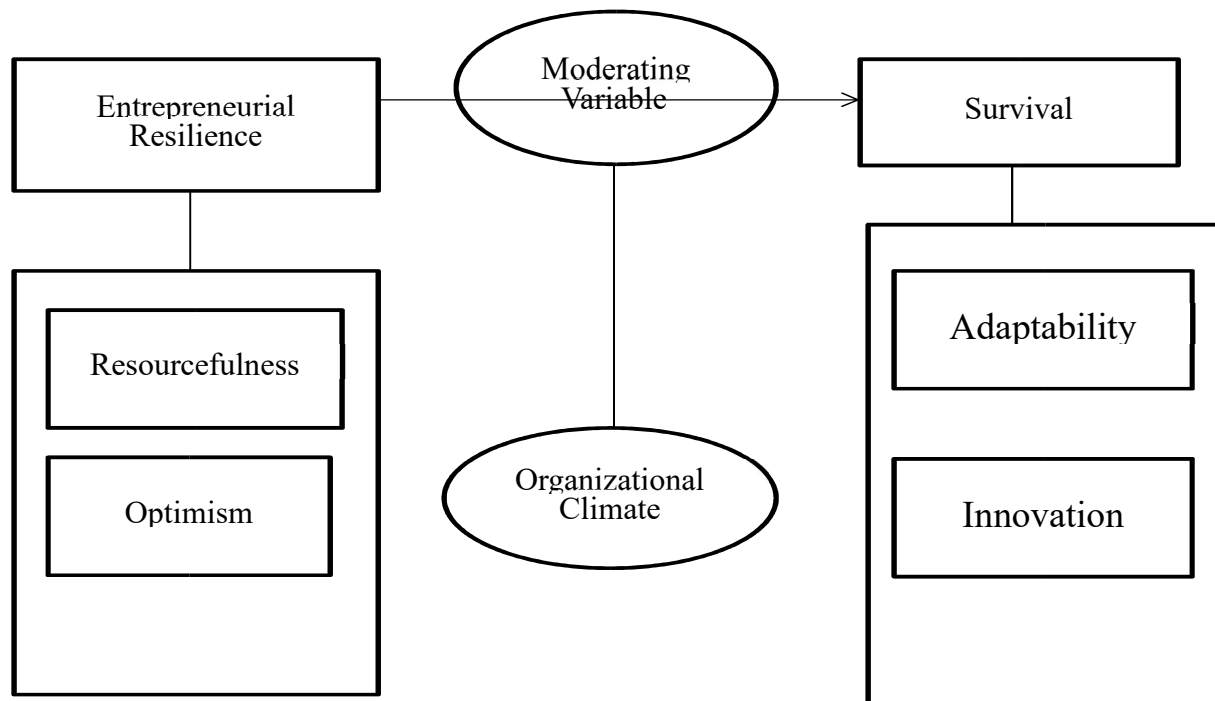 Entrepreneurial
Resilience
Moderating
Variable
Survival
Resourcefulness
Optimism
Organizational
Climate
Adaptability
Innovation